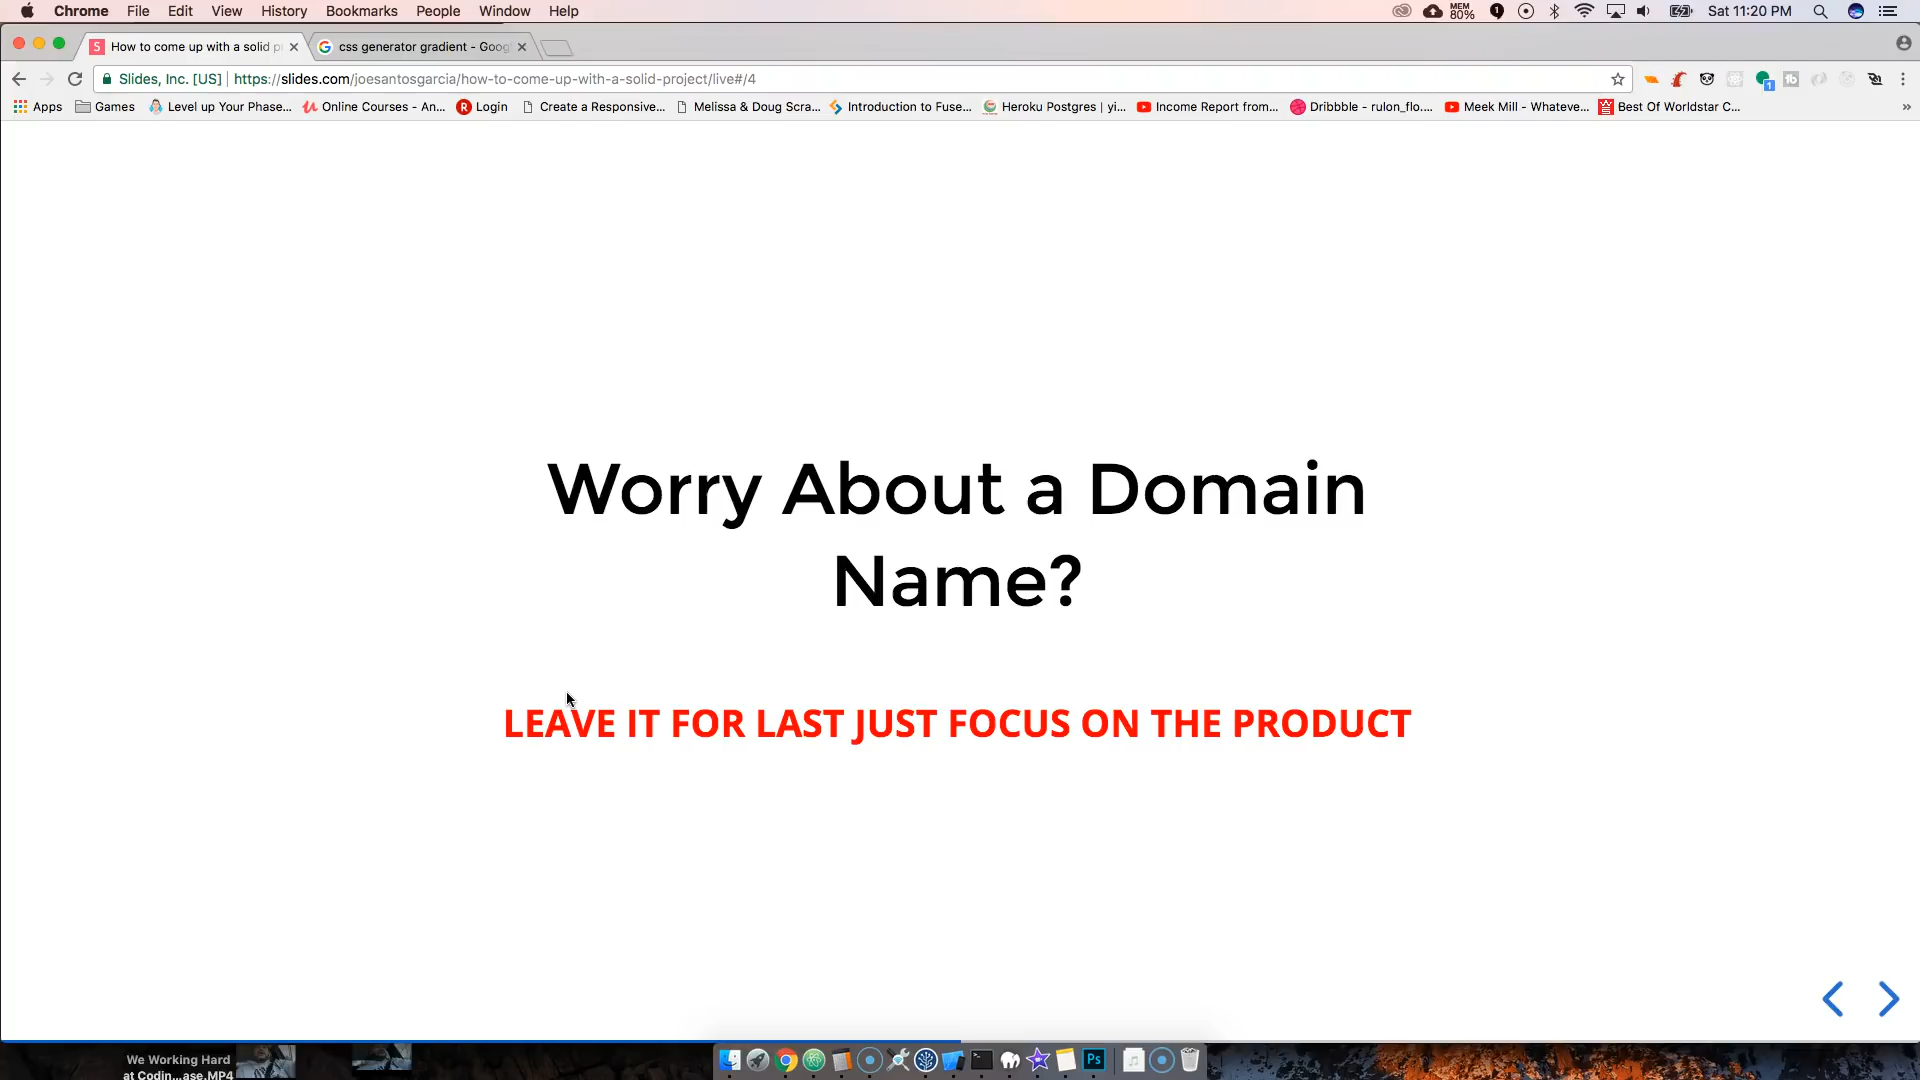 Chrome File Edit View History Bookmarks People Window Help MEM 80% Sat 11:20 PM
How to come up with a solid p css generator gradient - Goog
Slides, Inc. [US] https://slides.com/joesantosgarcia/how-to-come-up-with-a-solid-project/live#/4
Apps Games Level up Your Phase... Online Courses - An... Login Create a Responsive... Melissa & Doug Scra... Introduction to Fuse... Heroku Postgres | yi... Income Report from... Dribbble - rulon_flo.... Meek Mill - Whateve... Best Of Worldstar C...
Worry About a Domain
Name?
LEAVE IT FOR LAST JUST FOCUS ON THE PRODUCT
We Working Hard
at Codin...ase.MP4
Ps